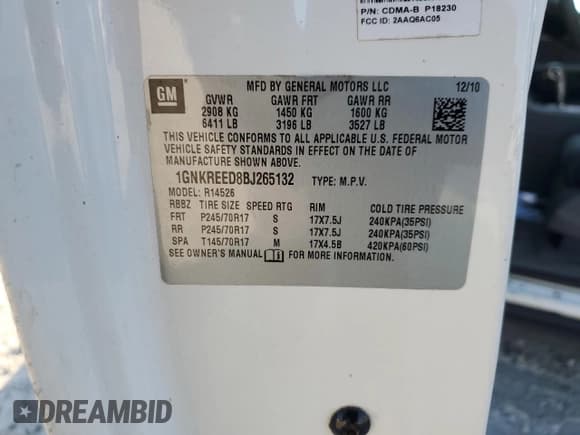 P/N: CDMA-B P18230
FCC ID: 2AAQ6AC05
GM
MFD BY GENERAL MOTORS LLC 12/10
GVWR GAWR FRT GAWR RR
2908 KG 1450 KG 1600 KG
6411 LB 3196 LB 3527 LB
THIS VEHICLE CONFORMS TO ALL APPLICABLE U.S. FEDERAL MOTOR
VEHICLE SAFETY STANDARDS IN EFFECT ON THE DATE OF
MANUFACTURE SHOWN ABOVE.
1GNKREED8BJ265132 TYPE: M.P.V.
MODEL: R14526
RBBZ TIRE SIZE SPEED RTG RIM COLD TIRE PRESSURE
FRT P245/70R17 S 17X7.5J 240KPA(35PSI)
RR P245/70R17 S 17X7.5J 240KPA(35PSI)
SPA T145/70R17 M 17X4.5B 420KPA(60PSI)
SEE OWNER'S MANUAL FOR MORE INFORMATION.
DREAMBID